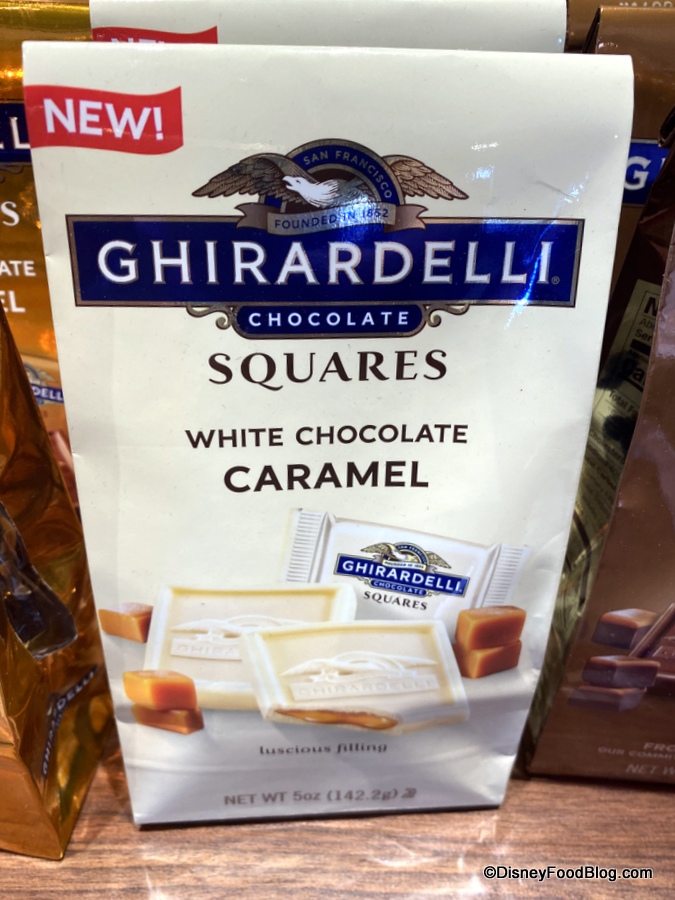 NEW!
SAN FRANCISCO
FOUNDED IN 1852
GHIRARDELLI®
CHOCOLATE
SQUARES
WHITE CHOCOLATE
CARAMEL
GHIRARDELLI
CHOCOLATE
SQUARES
GHIRARDELLI
luscious filling
NET WT 5oz (142.2g)
©DisneyFoodBlog.com